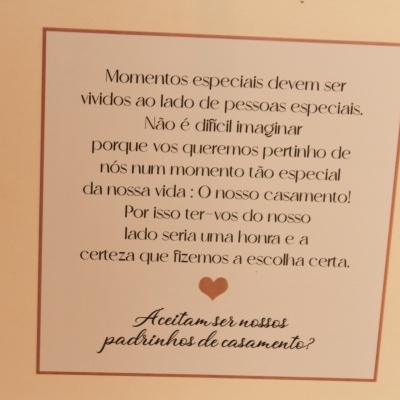 Momentos especiais devem ser
vividos ao lado de pessoas especiais.
Não é difícil imaginar
porque vos queremos pertinho de
nós num momento tão especial
da nossa vida : O nosso casamento!
Por isso ter-vos do nosso
lado seria uma honra e a
certeza que fizemos a escolha certa.
Aceitam ser nossos
padrinhos de casamento?